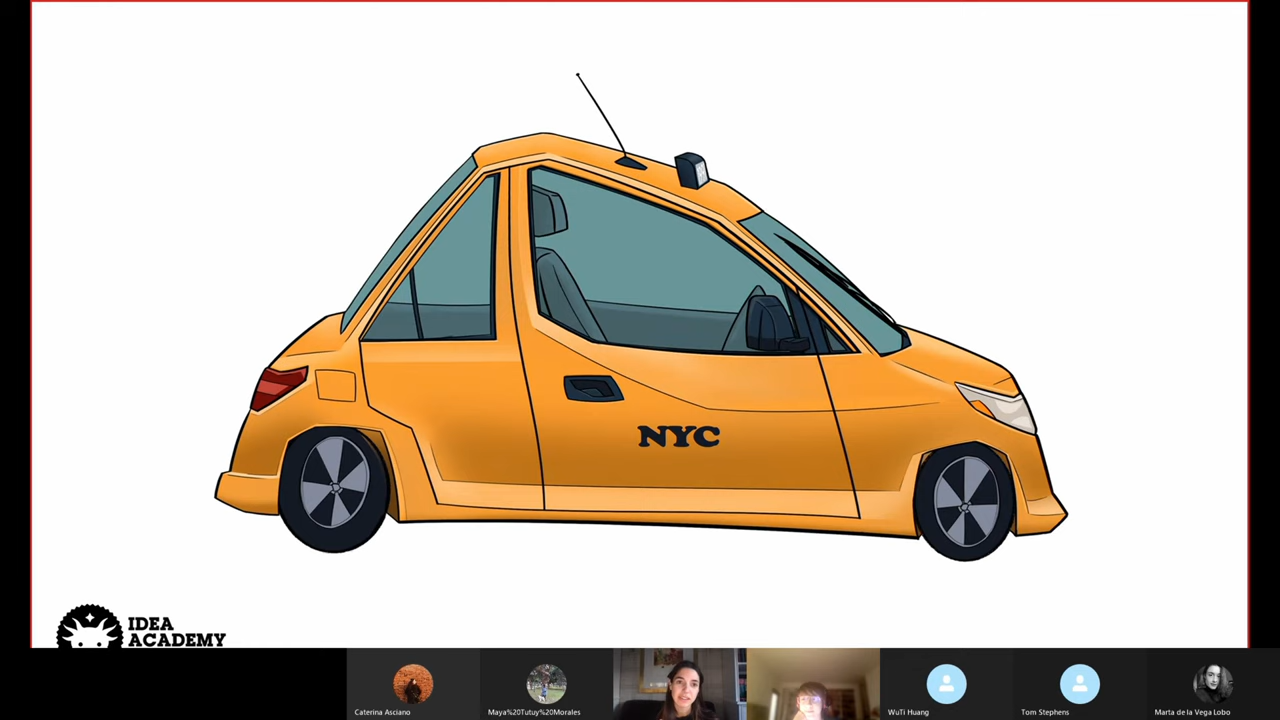 NYC
IDEA
ACADEMY
Caterina Asciano
Maya%20Tutuy%20Morales
WuTi Huang
Tom Stephens
Marta de la Vega Lobo